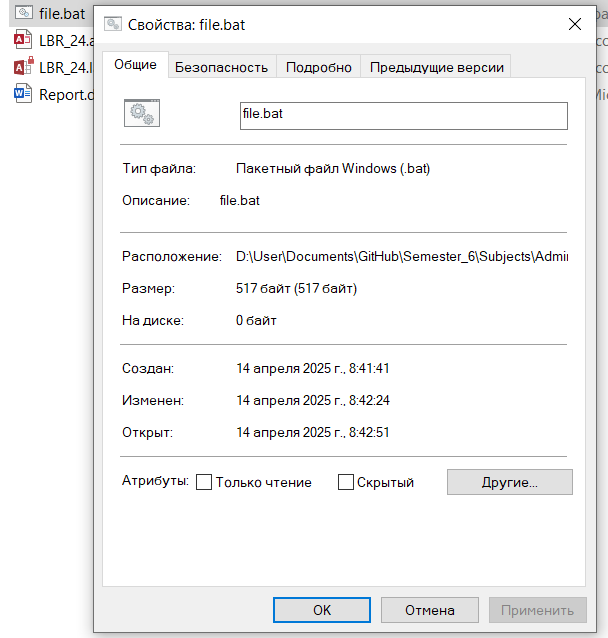 file.bat
LBR_24.a
LBR_24.l
Report.d
Свойства: file.bat
Общие
Безопасность
Подробно
Предыдущие версии
file.bat
Тип файла: Пакетный файл Windows (.bat)
Описание: file.bat
Расположение: D:\User\Documents\GitHub\Semester_6\Subjects\Admi
Размер: 517 байт (517 байт)
На диске: 0 байт
Создан: 14 апреля 2025 г., 8:41:41
Изменен: 14 апреля 2025 г., 8:42:24
Открыт: 14 апреля 2025 г., 8:42:51
Атрибуты: Только чтение Скрытый Другие...
ОК Отмена Применить